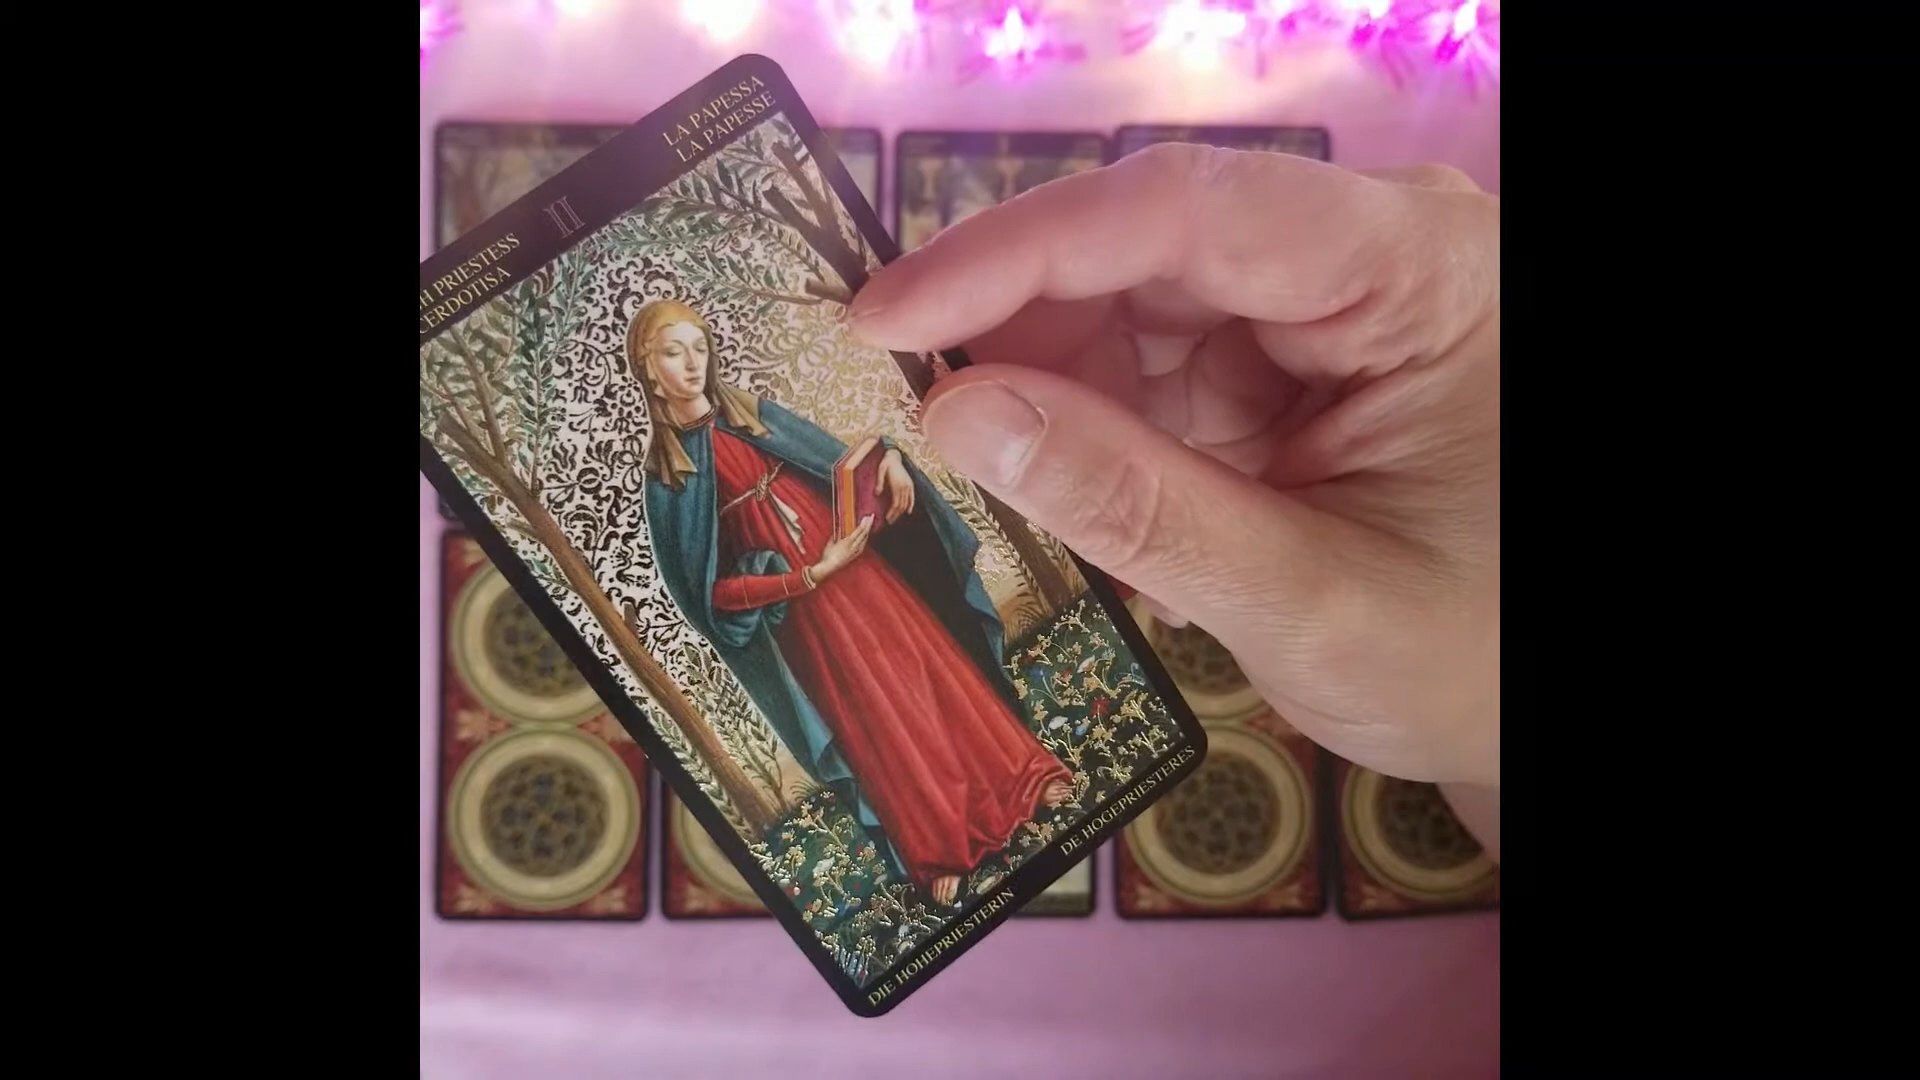 LA PAPESSA
LA PAPESSE
II
H PRIESTESS
CERDOTISA
DIE HOHEPRIESTERIN
DE HOGEPRIESTERES